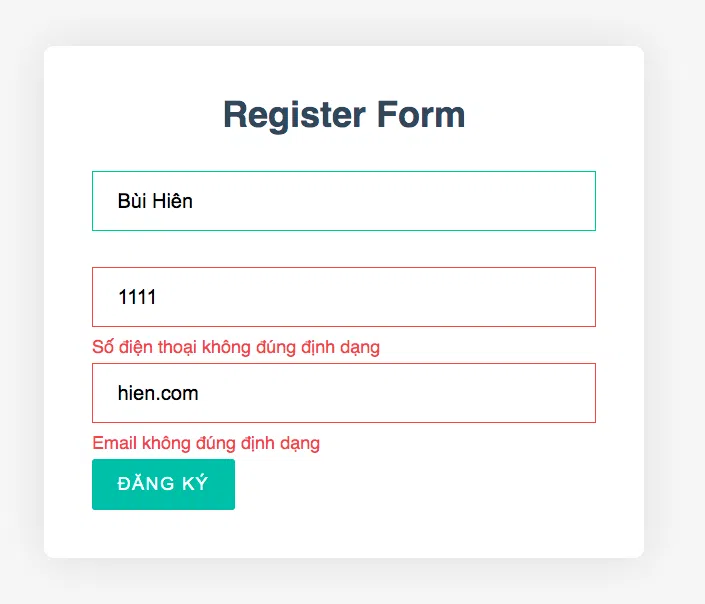 Register Form
Bùi Hiên
1111
Số điện thoại không đúng định dạng
hien.com
Email không đúng định dạng
ĐĂNG KÝ